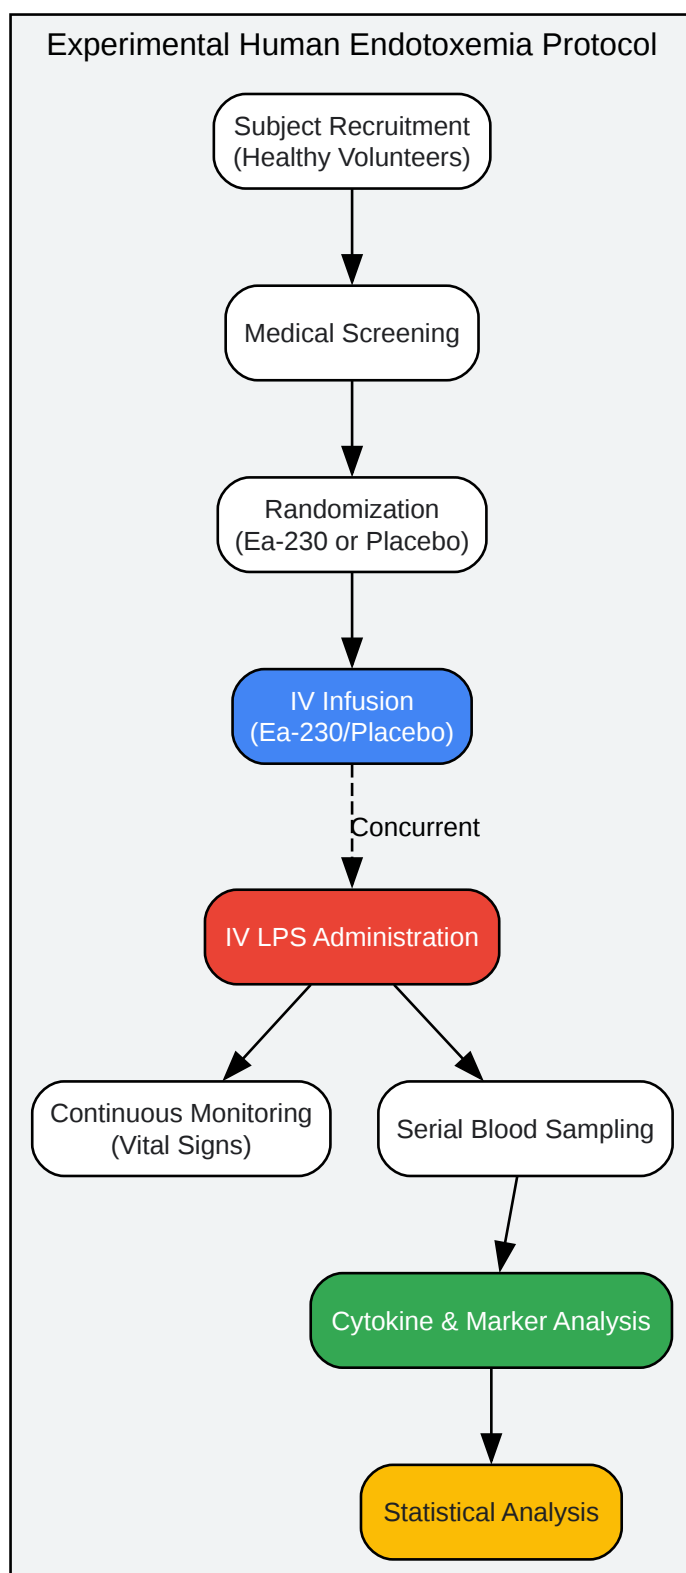 Experimental Human Endotoxemia Protocol
Subject Recruitment
(Healthy Volunteers)
Medical Screening
Randomization
(Ea-230 or Placebo)
IV Infusion
(Ea-230/Placebo)
Concurrent
IV LPS Administration
Continuous Monitoring
(Vital Signs)
Serial Blood Sampling
Cytokine & Marker Analysis
Statistical Analysis